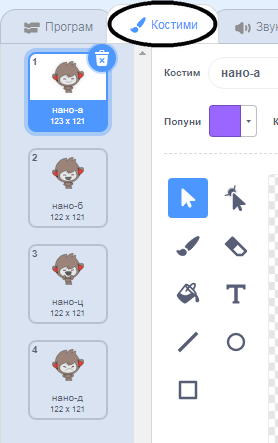 Програм
Костими
Звуц
1
нано-а
123 x 121
2
нано-б
122 x 121
3
нано-ц
122 x 121
4
нано-д
122 x 121
Костим
нано-а
Попуни